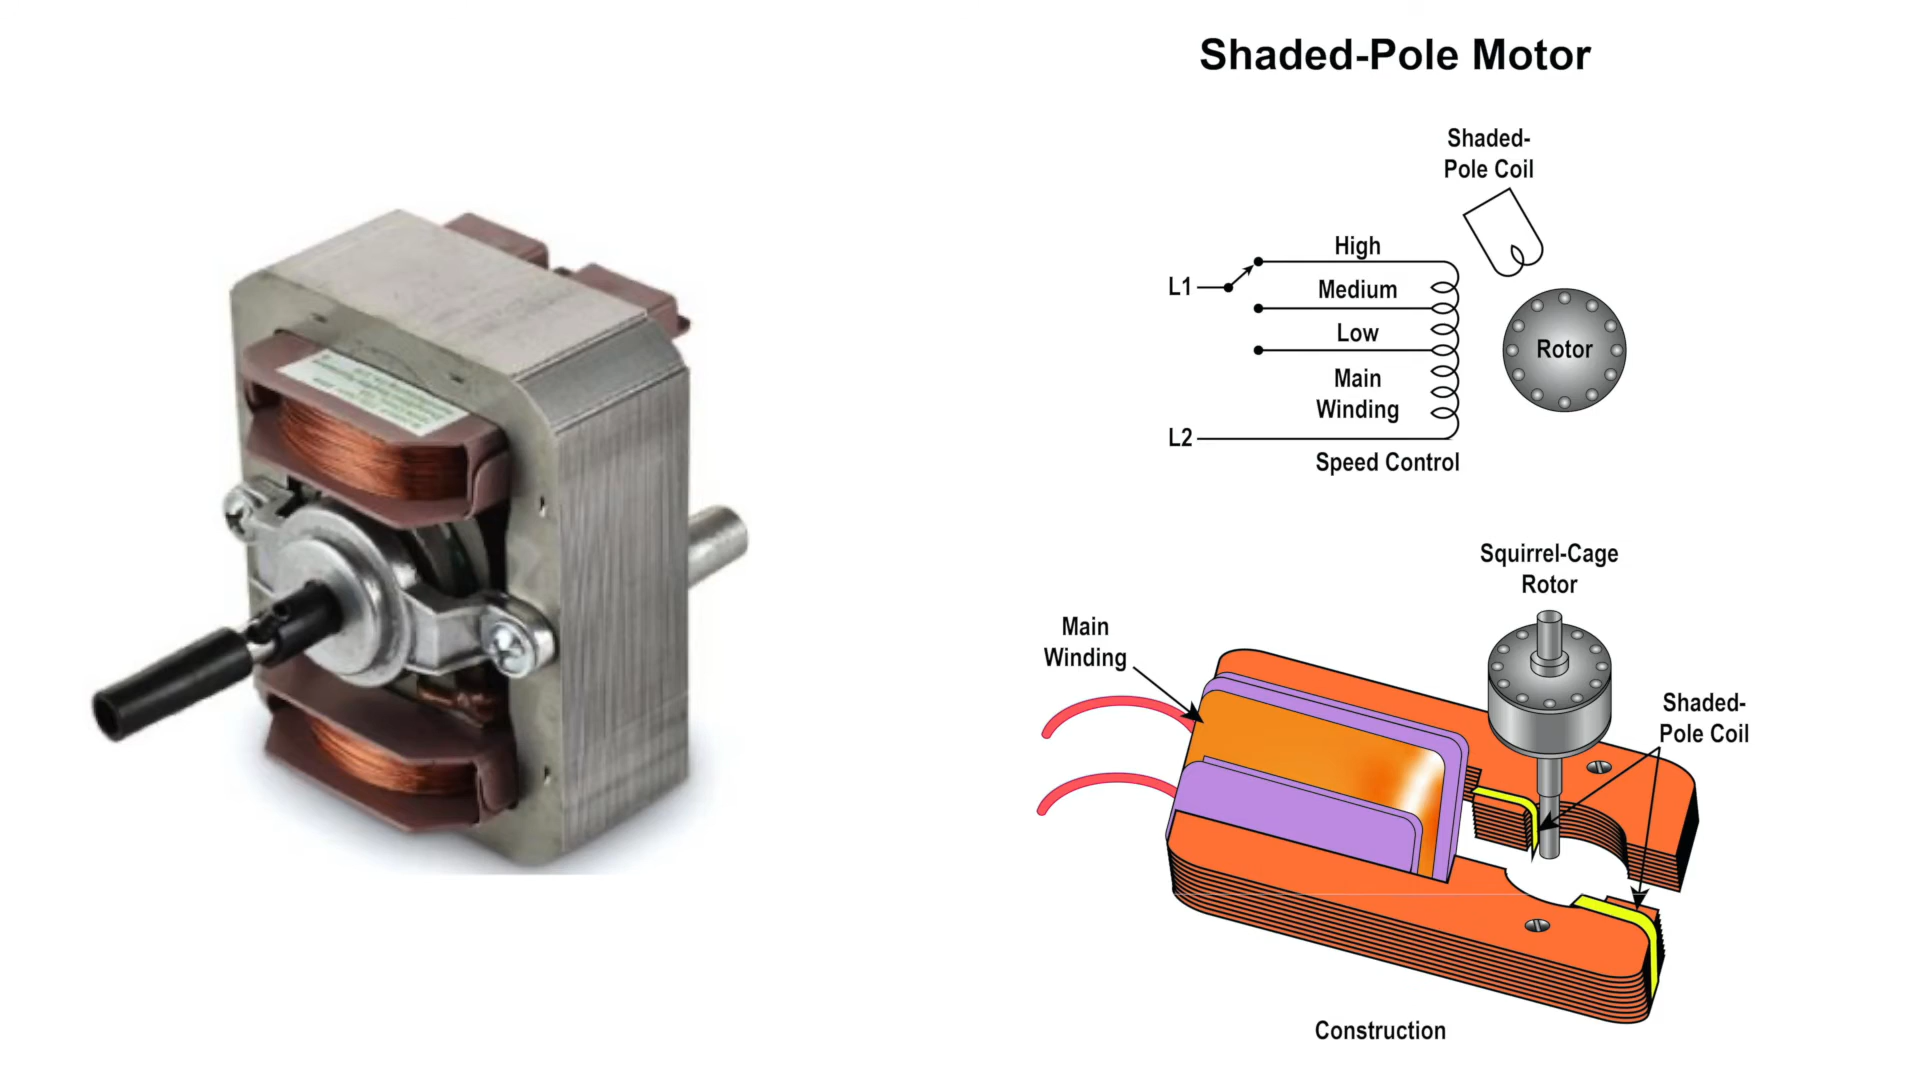 Shaded-Pole Motor
Shaded-
Pole Coil
High
L1
Medium
Low
Rotor
Main
Winding
L2
Speed Control
Squirrel-Cage
Rotor
Main
Winding
Shaded-
Pole Coil
Construction